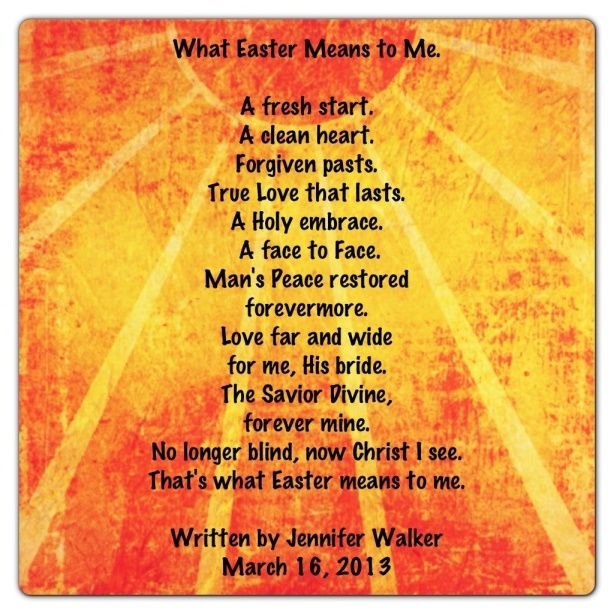 What Easter Means to Me.
A fresh start.
A clean heart.
Forgiven pasts.
True Love that lasts.
A Holy embrace.
A face to Face.
Man's Peace restored
forevermore.
Love far and wide
for me, His bride.
The Savior Divine,
forever mine.
No longer blind, now Christ I see.
That's what Easter means to me.
Written by Jennifer Walker
March 16, 2013